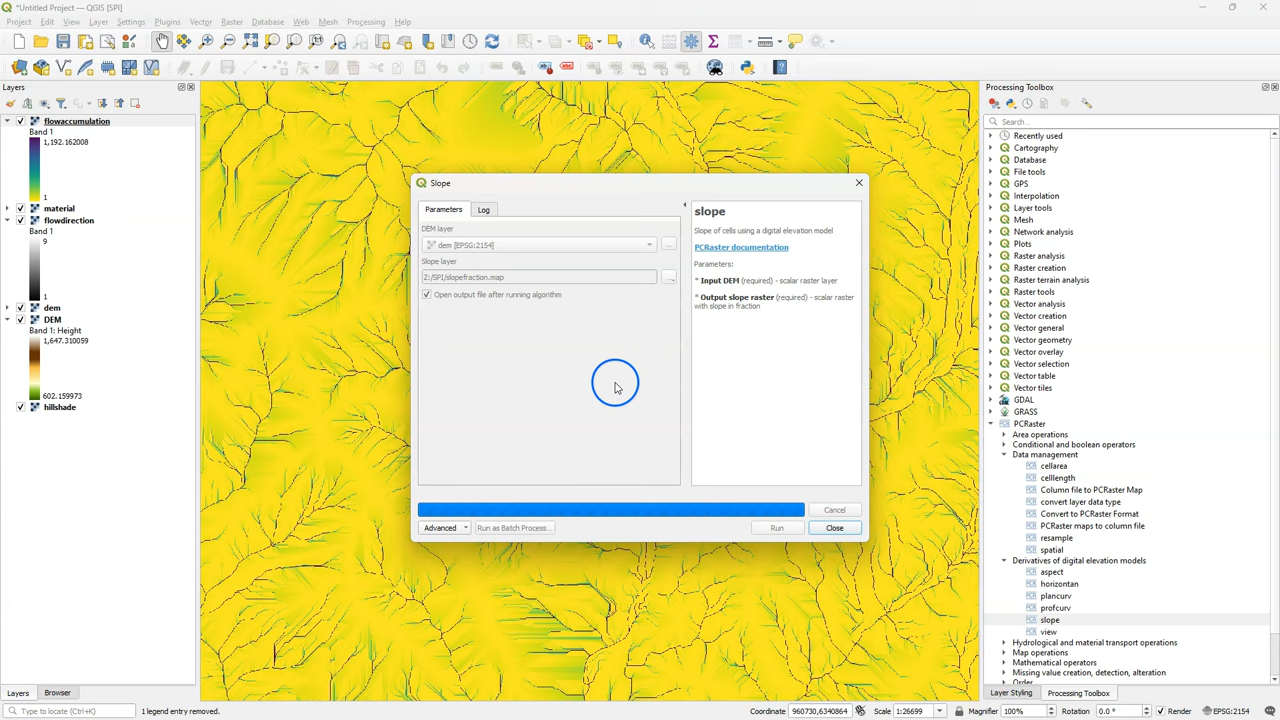 *Untitled Project — QGIS [SPI]
Project Edit View Layer Settings Plugins Vector Raster Database Web Mesh Processing Help
Layers
flowaccumulation
Band 1
1,192.162008
1
material
flowdirection
Band 1
9
1
dem
DEM
Band 1: Height
1,647.310059
602.159973
hillshade
Layers Browser
Slope
Parameters Log
DEM layer
dem [EPSG:2154]
...
Slope layer
Z:/SPI/slopefraction.map
...
Open output file after running algorithm
slope
Slope of cells using a digital elevation model
PCRaster documentation
Parameters:
* Input DEM (required) - scalar raster layer
* Output slope raster (required) - scalar raster
with slope in fraction
Cancel
Advanced Run as Batch Process... Run Close
Processing Toolbox
Search...
Recently used
Cartography
Database
File tools
GPS
Interpolation
Layer tools
Mesh
Network analysis
Plots
Raster analysis
Raster creation
Raster terrain analysis
Raster tools
Vector analysis
Vector creation
Vector general
Vector geometry
Vector overlay
Vector selection
Vector table
Vector tiles
GDAL
GRASS
PCRaster
Area operations
Conditional and boolean operators
Data management
cellarea
celllength
Column file to PCRaster Map
convert layer data type
Convert to PCRaster Format
PCRaster maps to column file
resample
spatial
Derivatives of digital elevation models
aspect
horizontan
plancurv
profcurv
slope
view
Hydrological and material transport operations
Map operations
Mathematical operators
Missing value creation, detection, alteration
Order
Layer Styling Processing Toolbox
Type to locate (Ctrl+K) 1 legend entry removed. Coordinate 960730,6340864 Scale 1:26699 Magnifier 100% Rotation 0.0 ° Render EPSG:2154